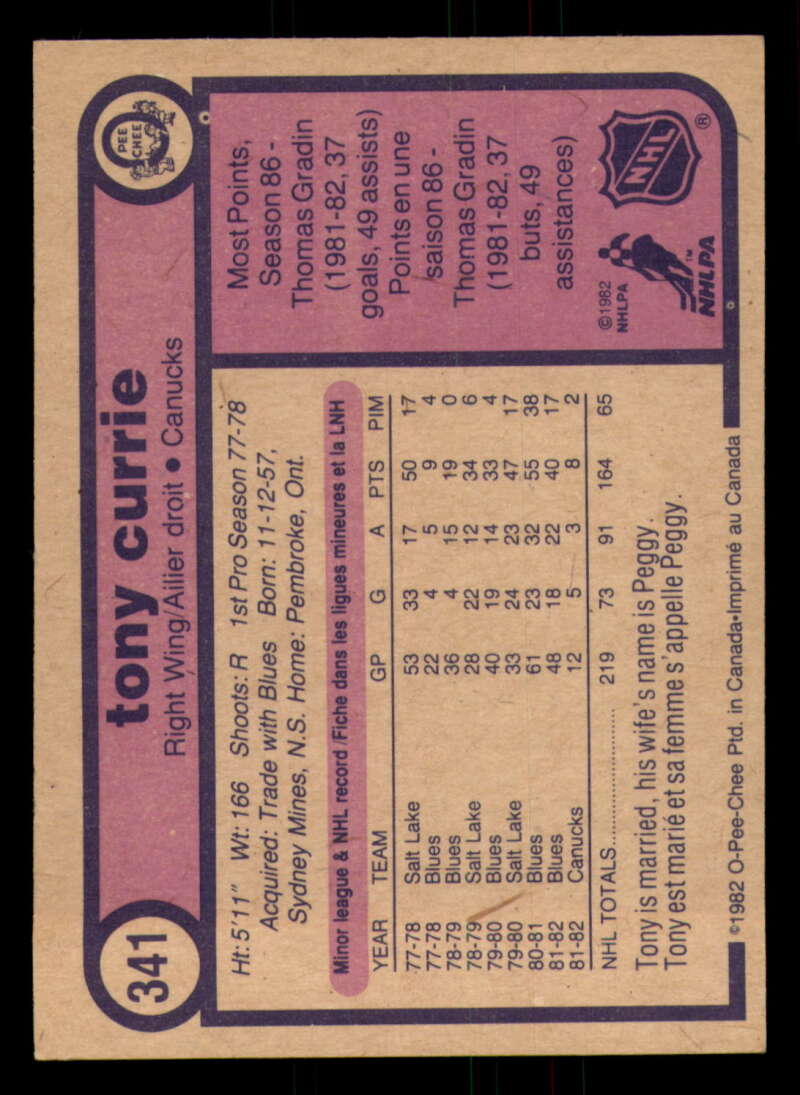 341
tony currie
Right Wing/Ailier droit • Canucks
PEE
CHEE
Ht: 5'11" Wt: 166 Shoots: R 1st Pro Season 77-78
Acquired: Trade with Blues Born: 11-12-57,
Sydney Mines, N.S. Home: Pembroke, Ont.
Minor league & NHL record/Fiche dans les ligues mineures et la LNH
YEAR TEAM GP G A PTS PIM
77-78 Salt Lake 53 33 17 50 17
77-78 Blues 22 4 5 9 4
78-79 Blues 36 4 15 19 0
78-79 Salt Lake 28 22 12 34 6
79-80 Blues 40 19 14 33 4
79-80 Salt Lake 33 24 23 47 17
80-81 Blues 61 23 32 55 38
81-82 Blues 48 18 22 40 17
81-82 Canucks 12 5 3 8 2
NHL TOTALS.................... 219 73 91 164 65
Tony is married, his wife's name is Peggy.
Tony est marié et sa femme s'appelle Peggy.
©1982 O-Pee-Chee Ptd. in Canada•Imprimé au Canada
Most Points,
Season 86 -
Thomas Gradin
(1981-82, 37
goals, 49 assists)
Points en une
saison 86 -
Thomas Gradin
(1981-82, 37
buts, 49
assistances)
©1982
NHLPA
NHLPA™
NHL®